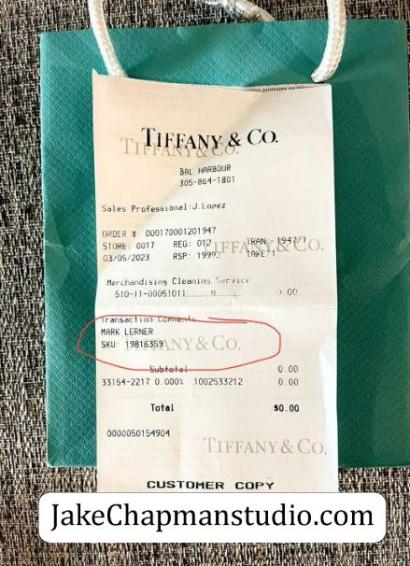 TIFFANY & CO.
BAL HARBOUR
305-864-1801
Sales Professional:J.Lopez
ORDER #: 000170001201947
STORE: 0017 REG: 012 TRAN: 1947/1
03/05/2023 RSP: 19992 TAKE:1
Merchandising Cleaning Service
510-11-00051011 N 0.00
Transaction Comments
MARK LERNER
SKU: 19816359
Subtotal 0.00
33154-2217 0.000% 1002533212 0.00
Total $0.00
0000050154904
TIFFANY & CO.
CUSTOMER COPY
JakeChapmanstudio.com